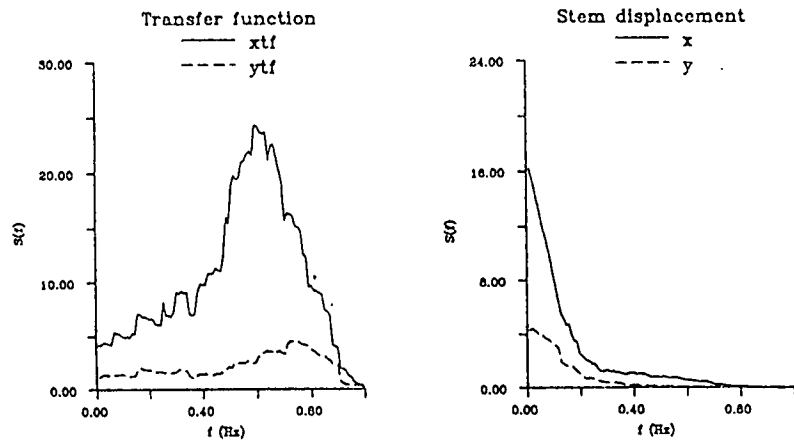 Transfer function
xtf
ytf
30.00
20.00
10.00
0.00
S(f)
0.00
0.40
0.80
f (Hz)
Stem displacement
x
y
24.00
16.00
8.00
0.00
S(f)
0.00
0.40
0.80
f (Hz)